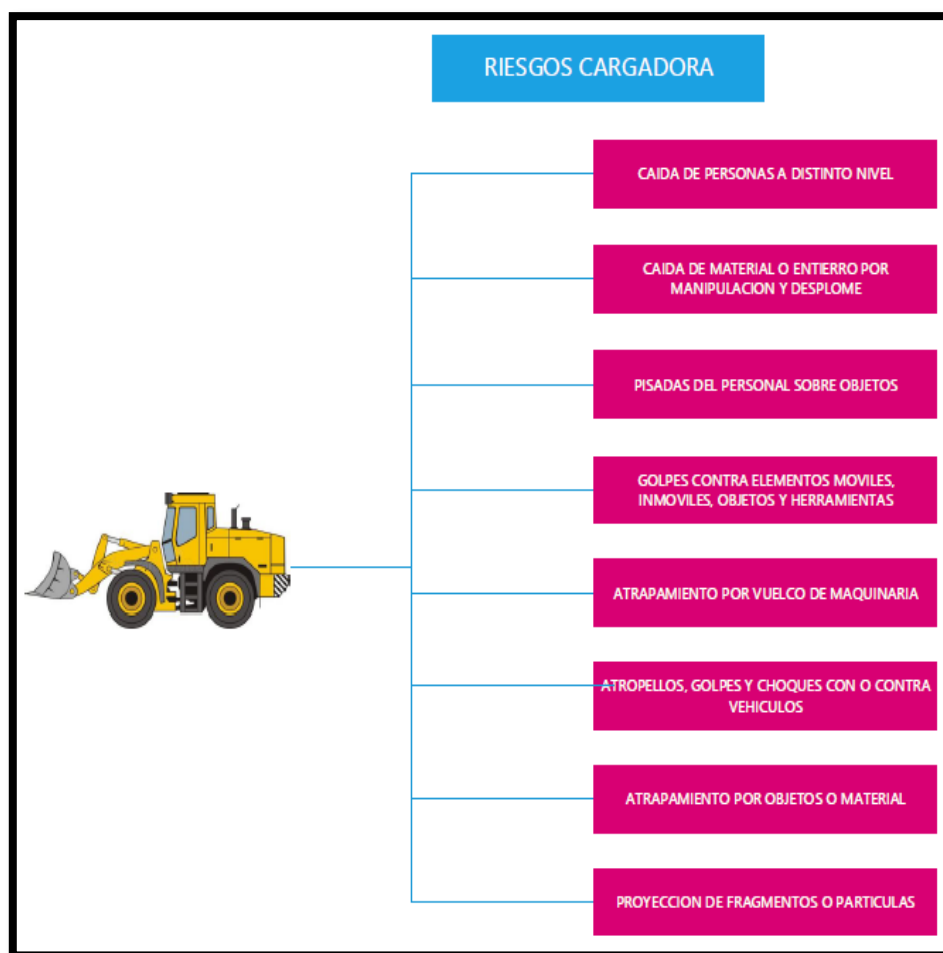 RIESGOS CARGADORA
CAIDA DE PERSONAS A DISTINTO NIVEL
CAIDA DE MATERIAL O ENTIERRO POR
MANIPULACION Y DESPLOME
PISADAS DEL PERSONAL SOBRE OBJETOS
GOLPES CONTRA ELEMENTOS MOVILES,
INMOVILES, OBJETOS Y HERRAMIENTAS
ATRAPAMIENTO POR VUELCO DE MAQUINARIA
ATROPELLOS, GOLPES Y CHOQUES CON O CONTRA
VEHICULOS
ATRAPAMIENTO POR OBJETOS O MATERIAL
PROYECCION DE FRAGMENTOS O PARTICULAS